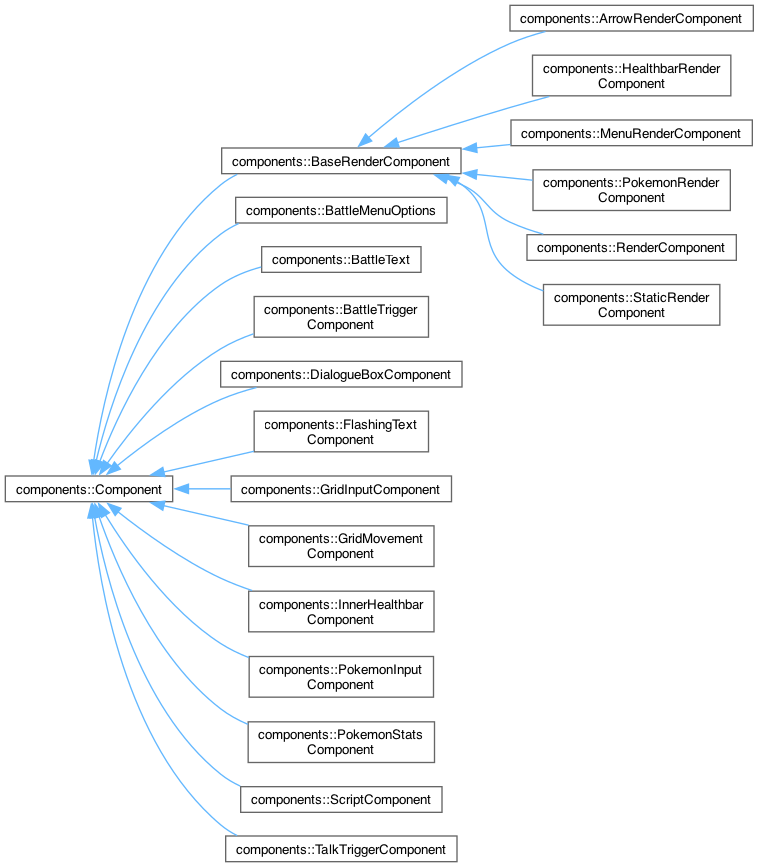 components::ArrowRenderComponent
components::HealthbarRender
Component
components::MenuRenderComponent
components::BaseRenderComponent
components::PokemonRender
Component
components::BattleMenuOptions
components::RenderComponent
components::BattleText
components::StaticRender
Component
components::BattleTrigger
Component
components::DialogueBoxComponent
components::FlashingText
Component
components::Component
components::GridInputComponent
components::GridMovement
Component
components::InnerHealthbar
Component
components::PokemonInput
Component
components::PokemonStats
Component
components::ScriptComponent
components::TalkTriggerComponent